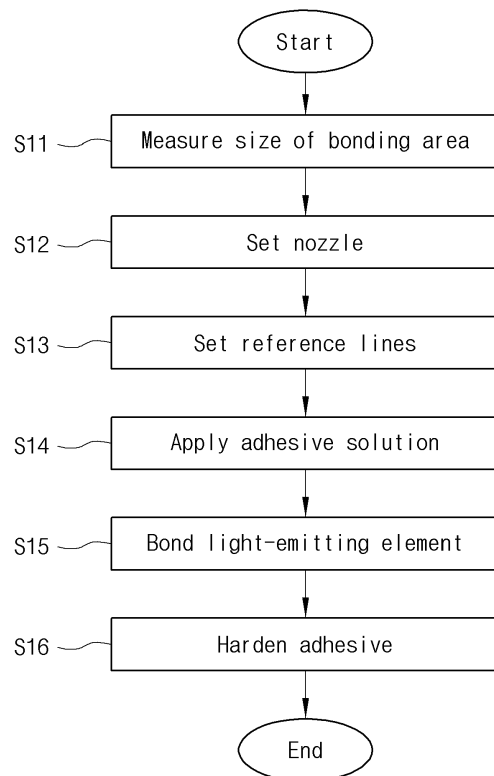 Start
S11 Measure size of bonding area
S12 Set nozzle
S13 Set reference lines
S14 Apply adhesive solution
S15 Bond light-emitting element
S16 Harden adhesive
End